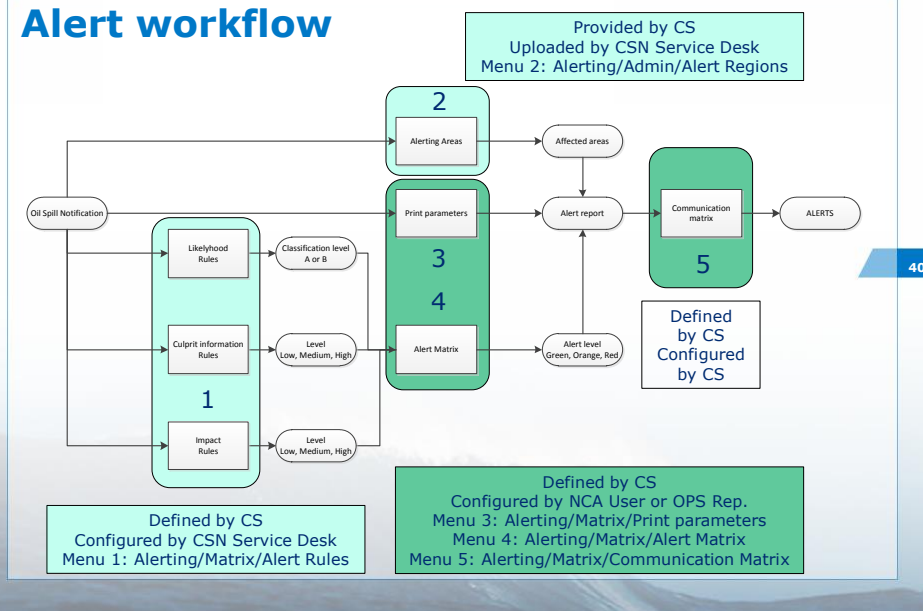 Alert workflow
Provided by CS
Uploaded by CSN Service Desk
Menu 2: Alerting/Admin/Alert Regions
2
Alerting Areas
Affected areas
Oil Spill Notification
Print parameters
Alert report
Communication
matrix
ALERTS
Likelyhood
Rules
Classification level
A or B
3
5
40
4
Defined
by CS
Configured
by CS
Culprit information
Rules
Level
Low, Medium, High
Alert Matrix
Alert level
Green, Orange, Red
1
Impact
Rules
Level
Low, Medium, High
Defined by CS
Configured by CSN Service Desk
Menu 1: Alerting/Matrix/Alert Rules
Defined by CS
Configured by NCA User or OPS Rep.
Menu 3: Alerting/Matrix/Print parameters
Menu 4: Alerting/Matrix/Alert Matrix
Menu 5: Alerting/Matrix/Communication Matrix